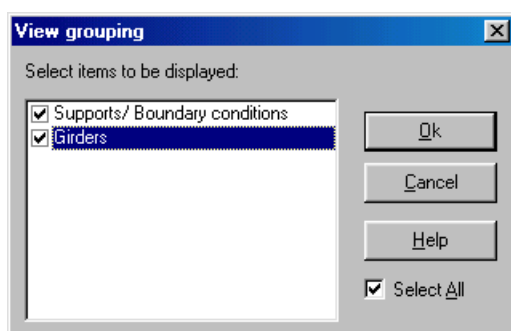 View grouping
Select items to be displayed:
Supports/ Boundary conditions
Girders
Ok
Cancel
Help
Select All